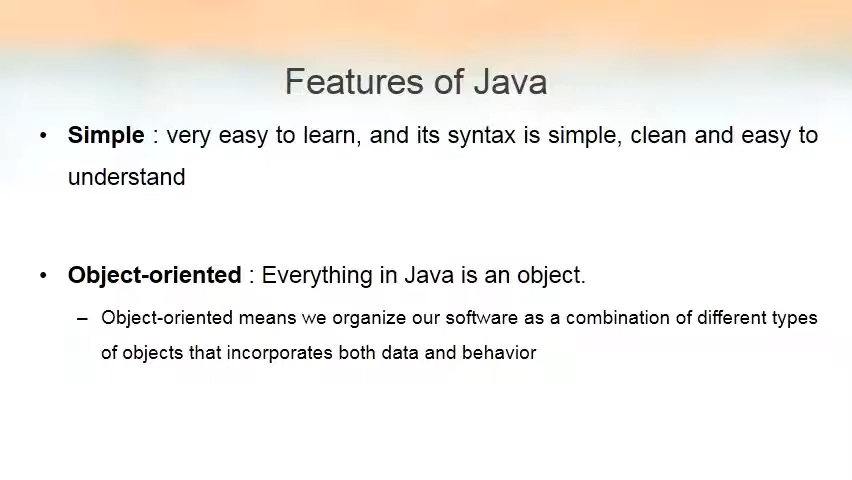 Features of Java
• Simple : very easy to learn, and its syntax is simple, clean and easy to
understand
• Object-oriented : Everything in Java is an object.
– Object-oriented means we organize our software as a combination of different types
of objects that incorporates both data and behavior